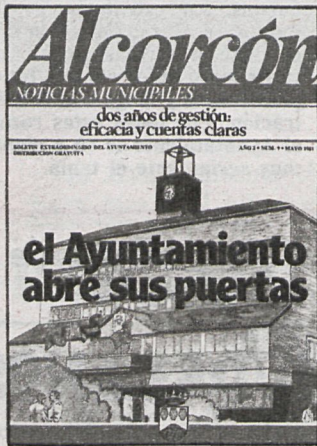 Alcorcón
NOTICIAS MUNICIPALES
dos años de gestión:
eficacia y cuentas claras
BOLETIN EXTRAORDINARIO DEL AYUNTAMIENTO
DISTRIBUCION GRATUITA
AÑO 2 • NUM. 9 • MAYO 1981
el Ayuntamiento
abre sus puertas